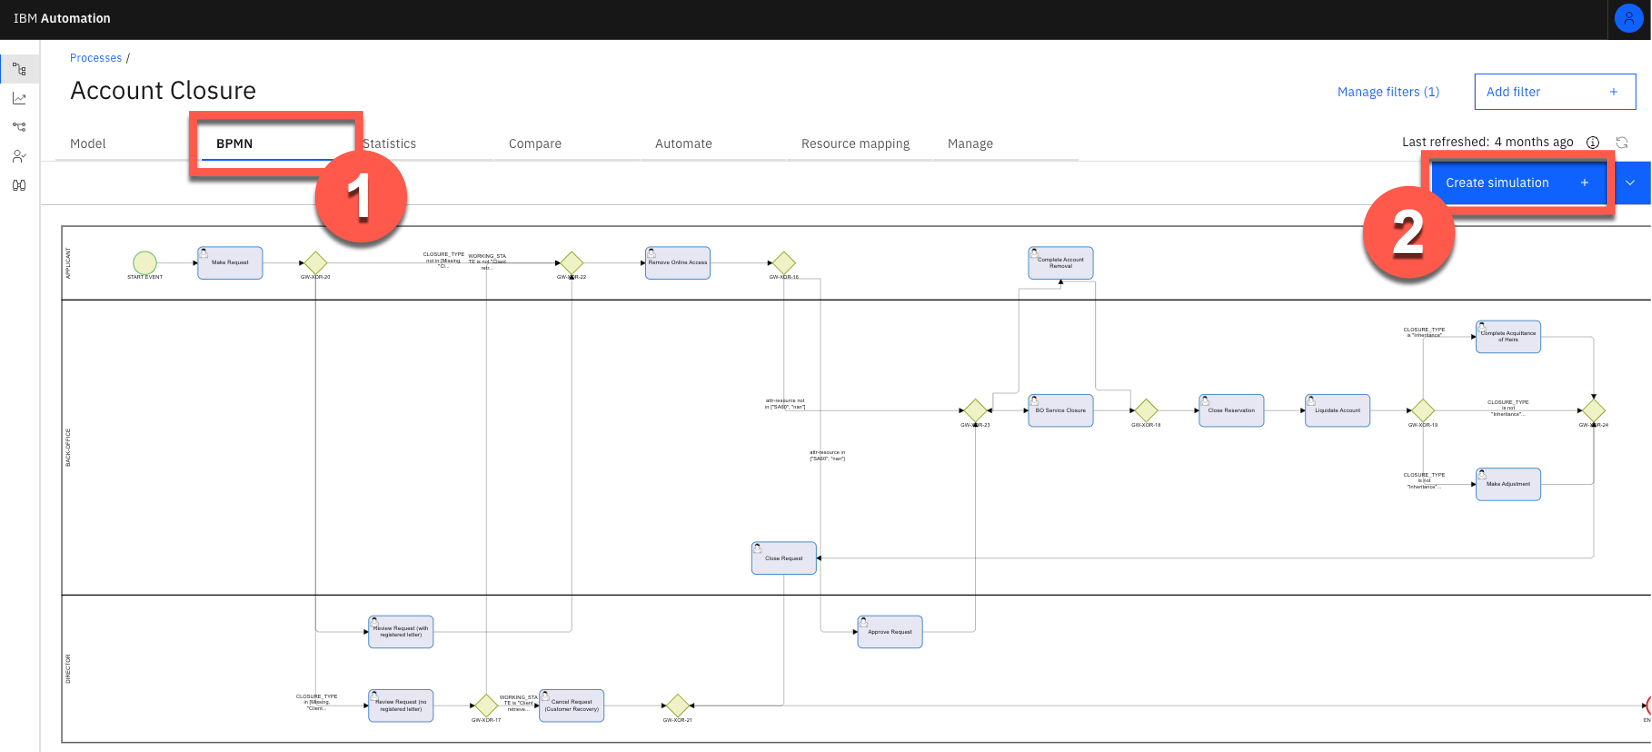 IBM Automation
Processes /
Account Closure
Manage filters (1)
Add filter +
Model
BPMN
Statistics
Compare
Automate
Resource mapping
Manage
Last refreshed: 4 months ago
Create simulation +
1
2
APPLICANT
START EVENT
Make Request
GW-XOR-20
CLOSURE_TYPE
not in [Missing,
"Cl...
WORKING_STA
TE is not "Client
retr...
GW-XOR-22
Remove Online Access
GW-XOR-16
Complete Account
Removal
BACK-OFFICE
CLOSURE_TYPE
is "Inheritance"
Complete Acquittance
of Heirs
attr-resource not
in ["SA60", "nan"]
GW-XOR-23
BO Service Closure
GW-XOR-18
Close Reservation
Liquidate Account
GW-XOR-19
CLOSURE_TYPE
is not
"Inheritance"...
GW-XOR-24
attr-resource in
["SA60", "nan"]
CLOSURE_TYPE
is not
"Inheritance"...
Make Adjustment
Close Request
DIRECTOR
Review Request (with
registered letter)
Approve Request
CLOSURE_TYPE
in [Missing,
"Client...
Review Request (no
registered letter)
GW-XOR-17
WORKING_STA
TE is "Client
retrieve...
Cancel Request
(Customer Recovery)
GW-XOR-21
EN